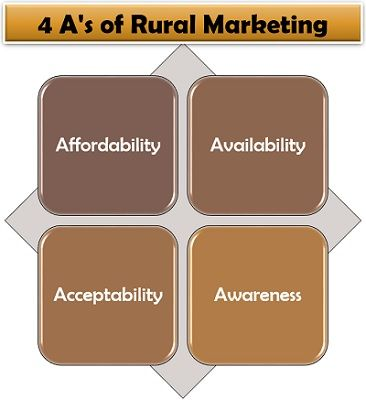 4 A's of Rural Marketing
Affordability
Availability
Acceptability
Awareness